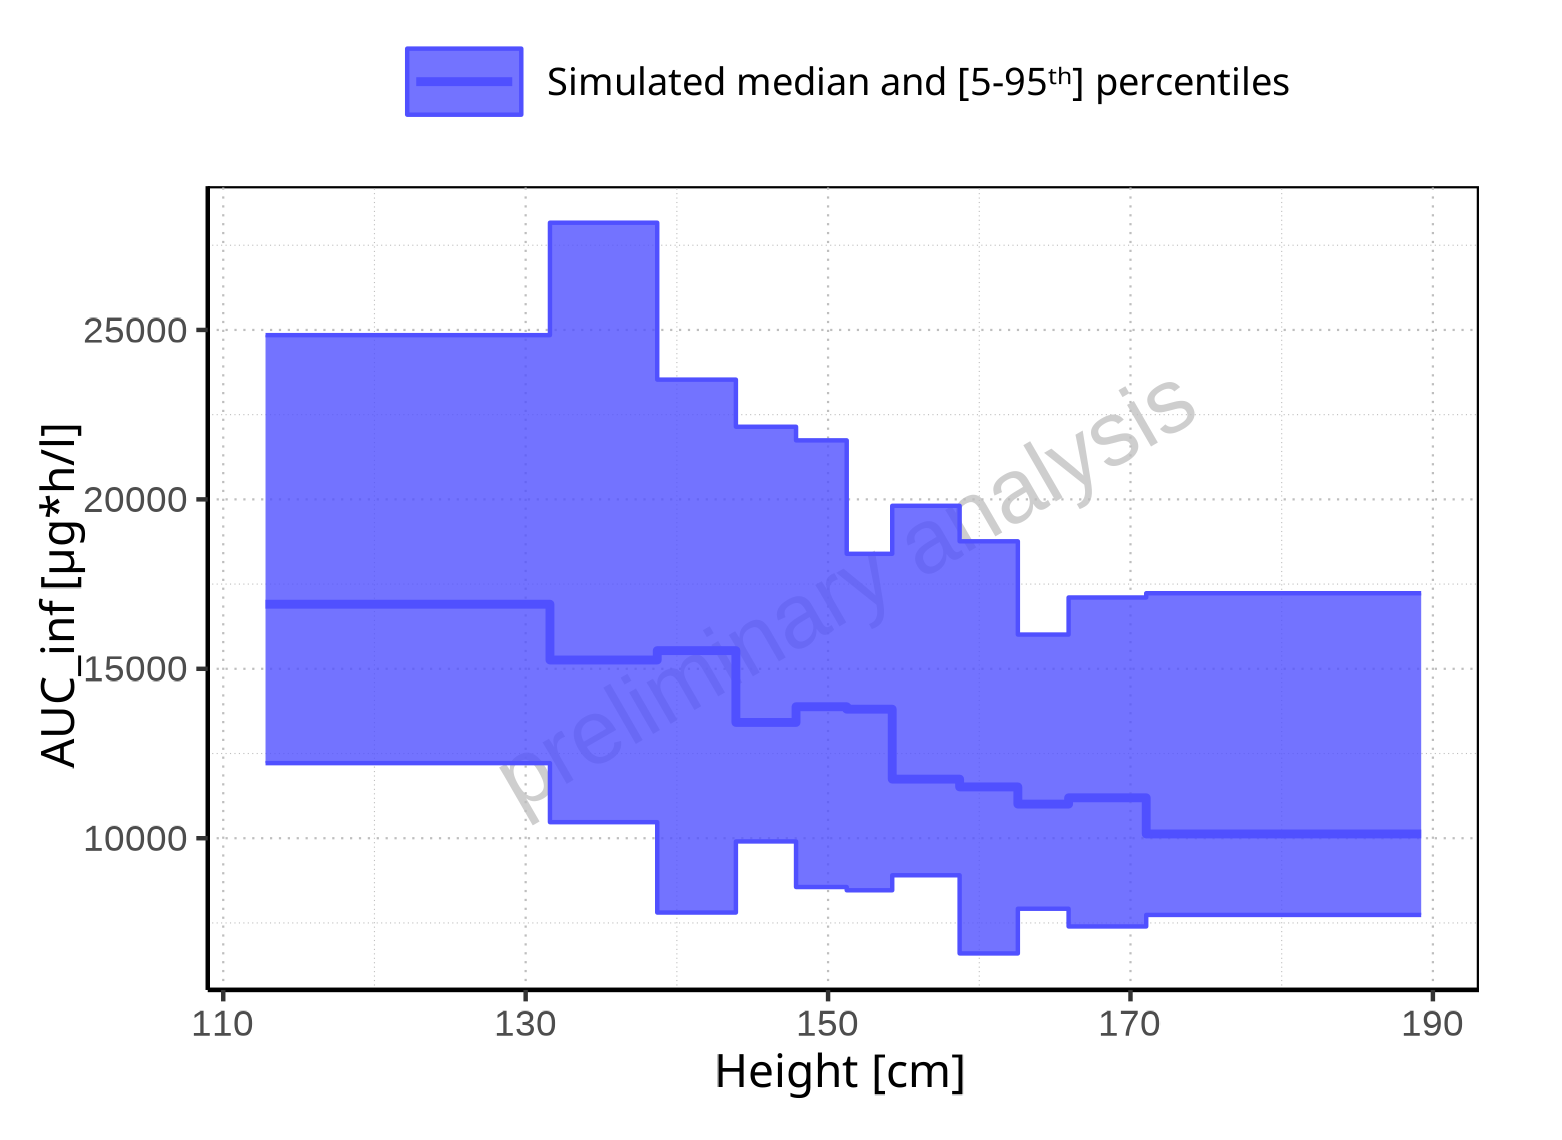 Simulated median and [5-95ᵗʰ] percentiles
25000
20000
15000
10000
AUC_inf [µg*h/l]
preliminary analysis
110 130 150 170 190
Height [cm]